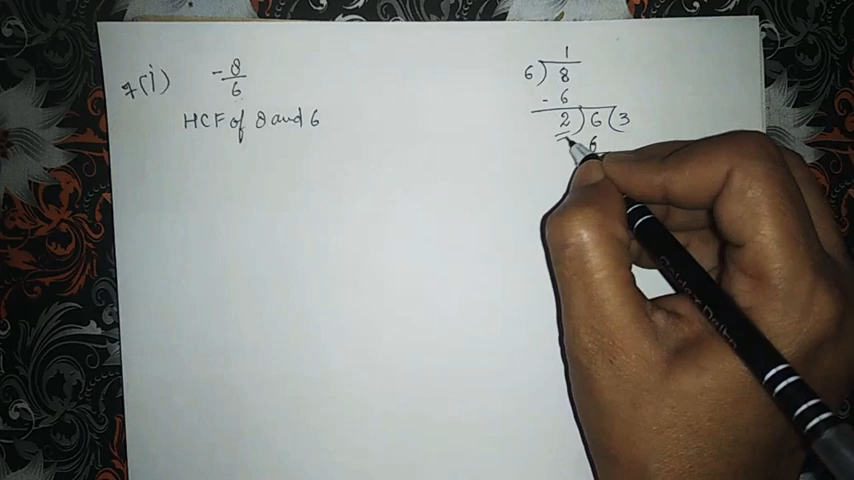 7(i) -8/6
HCF of 8 and 6
1
6) 8
- 6
2) 6 (3
6